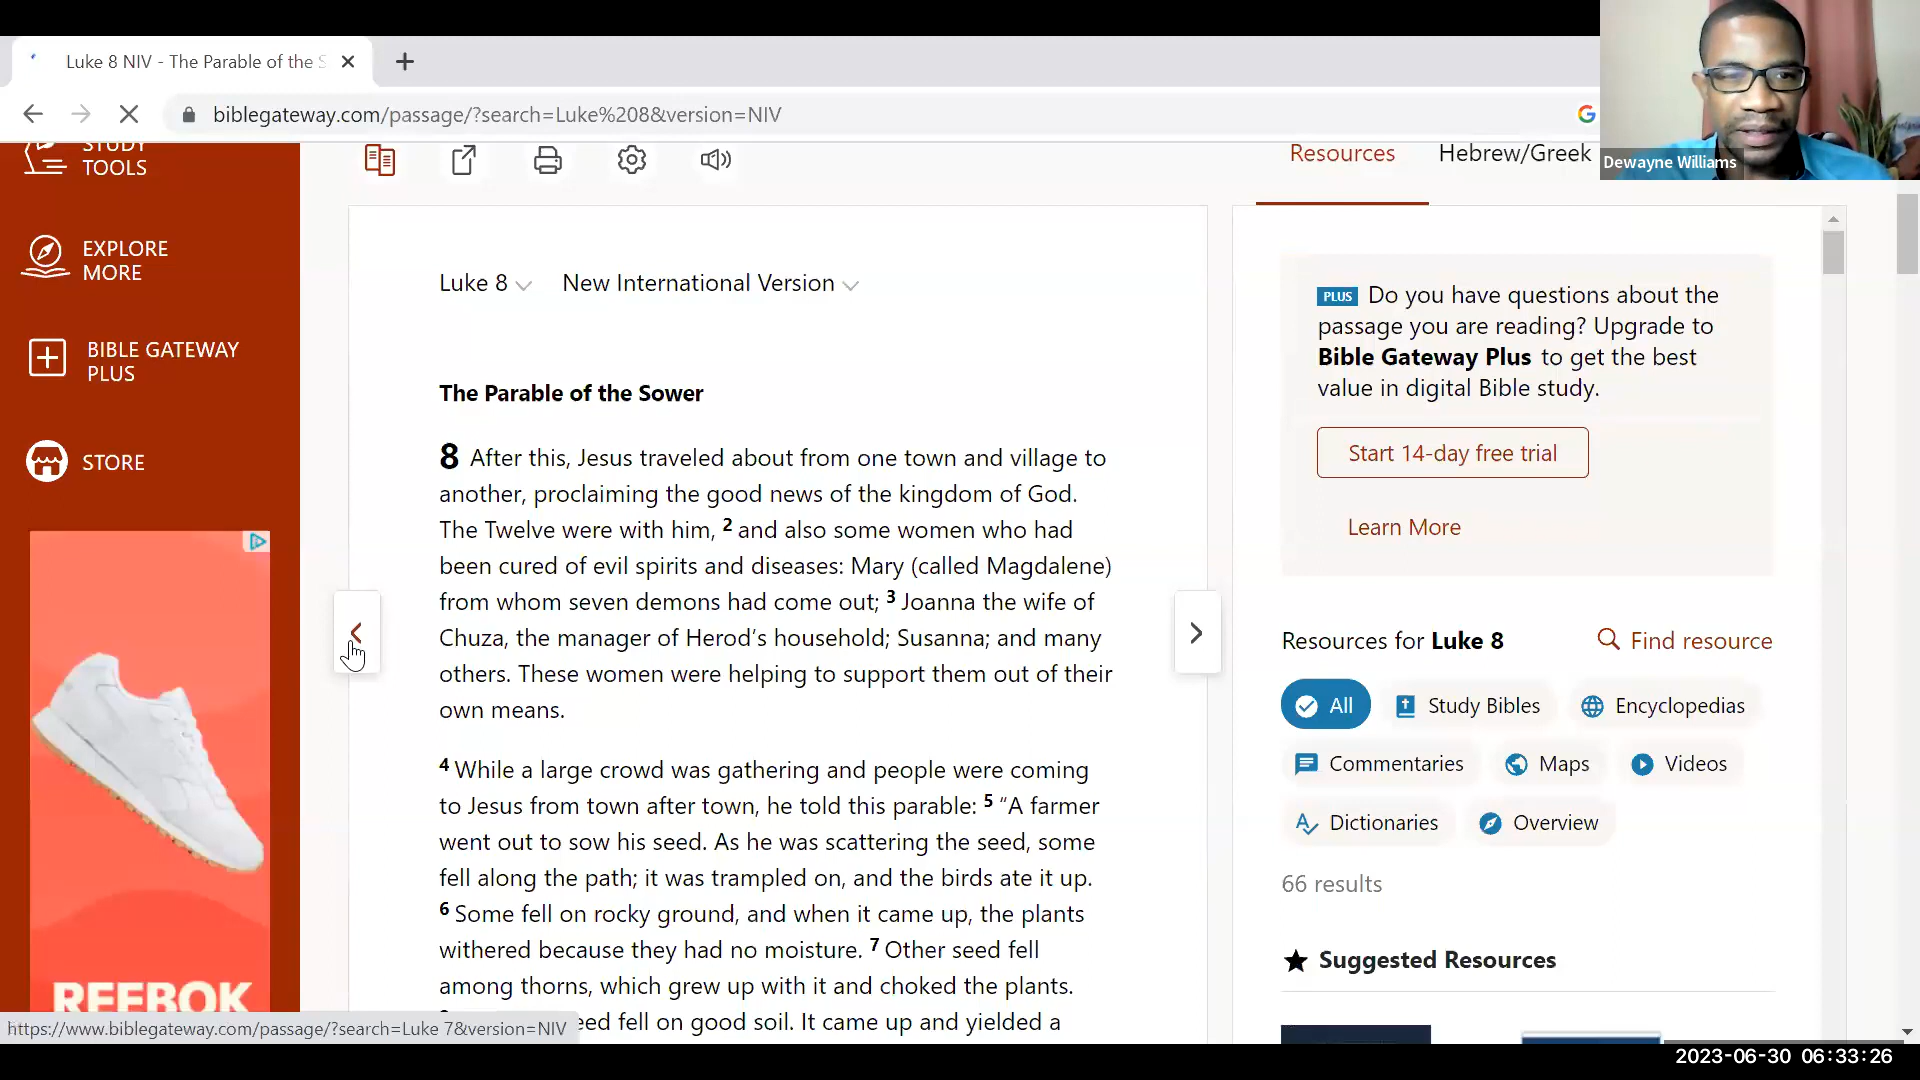 Luke 8 NIV - The Parable of the S
biblegateway.com/passage/?search=Luke%208&version=NIV
Dewayne Williams
STUDY
TOOLS
EXPLORE
MORE
BIBLE GATEWAY
PLUS
STORE
REEBOK
Luke 8
New International Version
The Parable of the Sower
8 After this, Jesus traveled about from one town and village to
another, proclaiming the good news of the kingdom of God.
The Twelve were with him, 2 and also some women who had
been cured of evil spirits and diseases: Mary (called Magdalene)
from whom seven demons had come out; 3 Joanna the wife of
Chuza, the manager of Herod’s household; Susanna; and many
others. These women were helping to support them out of their
own means.
4 While a large crowd was gathering and people were coming
to Jesus from town after town, he told this parable: 5 “A farmer
went out to sow his seed. As he was scattering the seed, some
fell along the path; it was trampled on, and the birds ate it up.
6 Some fell on rocky ground, and when it came up, the plants
withered because they had no moisture. 7 Other seed fell
among thorns, which grew up with it and choked the plants.
eed fell on good soil. It came up and yielded a
https://www.biblegateway.com/passage/?search=Luke 7&version=NIV
Resources
Hebrew/Greek
PLUS Do you have questions about the
passage you are reading? Upgrade to
Bible Gateway Plus to get the best
value in digital Bible study.
Start 14-day free trial
Learn More
Resources for Luke 8
Find resource
All
Study Bibles
Encyclopedias
Commentaries
Maps
Videos
Dictionaries
Overview
66 results
Suggested Resources
2023-06-30 06:33:26